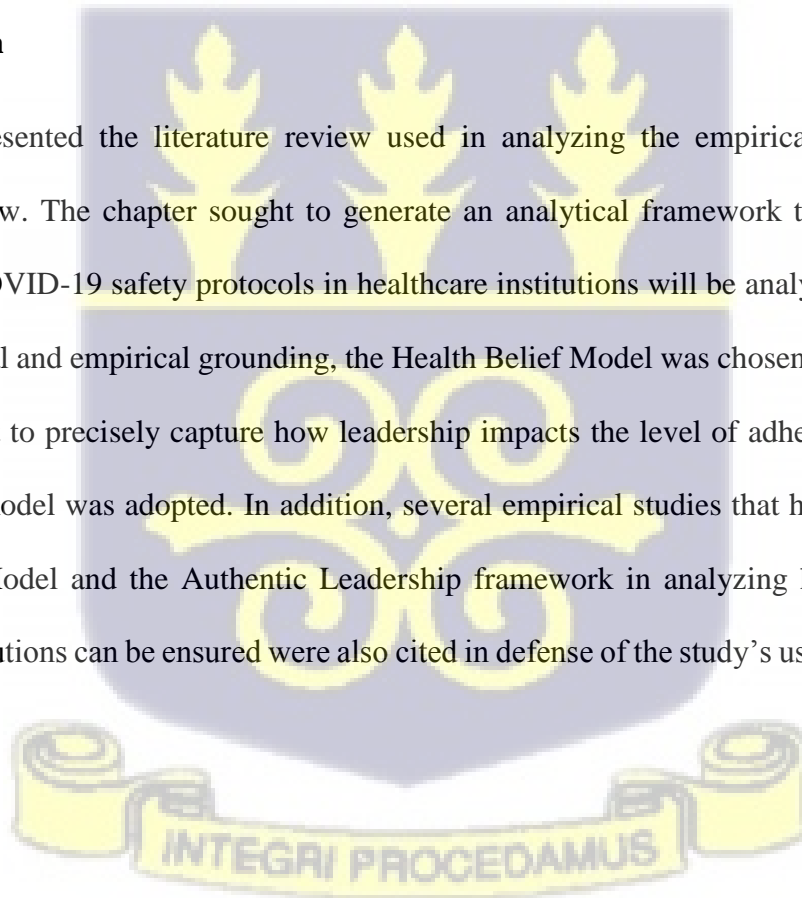 esented the literature review used in analyzing the empirica
w. The chapter sought to generate an analytical framework t
OVID-19 safety protocols in healthcare institutions will be analy
l and empirical grounding, the Health Belief Model was chosen
to precisely capture how leadership impacts the level of adhe
odel was adopted. In addition, several empirical studies that h
Model and the Authentic Leadership framework in analyzing
utions can be ensured were also cited in defense of the study’s us
INTEGRI PROCEDAMUS